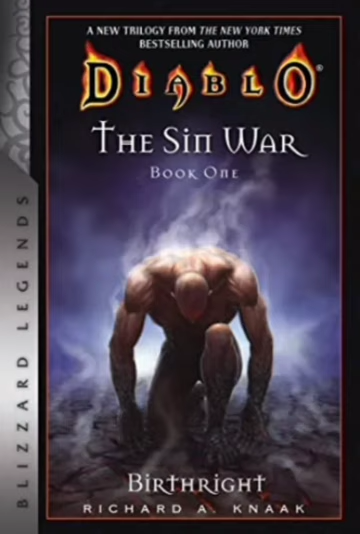 A NEW TRILOGY FROM THE NEW YORK TIMES
BESTSELLING AUTHOR
DIABLO®
THE SIN WAR
BOOK ONE
BLIZZARD LEGENDS
BIRTHRIGHT
RICHARD A. KNAAK